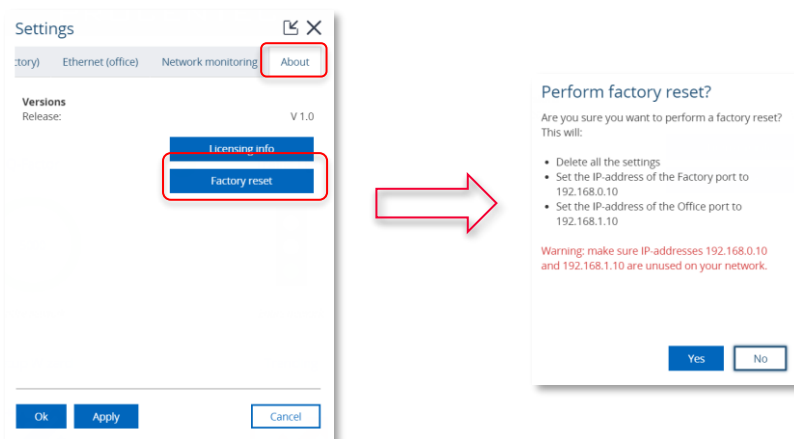 Settings
tory) Ethernet (office) Network monitoring About
Versions
Release: V 1.0
Licensing info
Factory reset
Ok Apply Cancel
Perform factory reset?
Are you sure you want to perform a factory reset?
This will:
• Delete all the settings
• Set the IP-address of the Factory port to
192.168.0.10
• Set the IP-address of the Office port to
192.168.1.10
Warning: make sure IP-addresses 192.168.0.10
and 192.168.1.10 are unused on your network.
Yes No